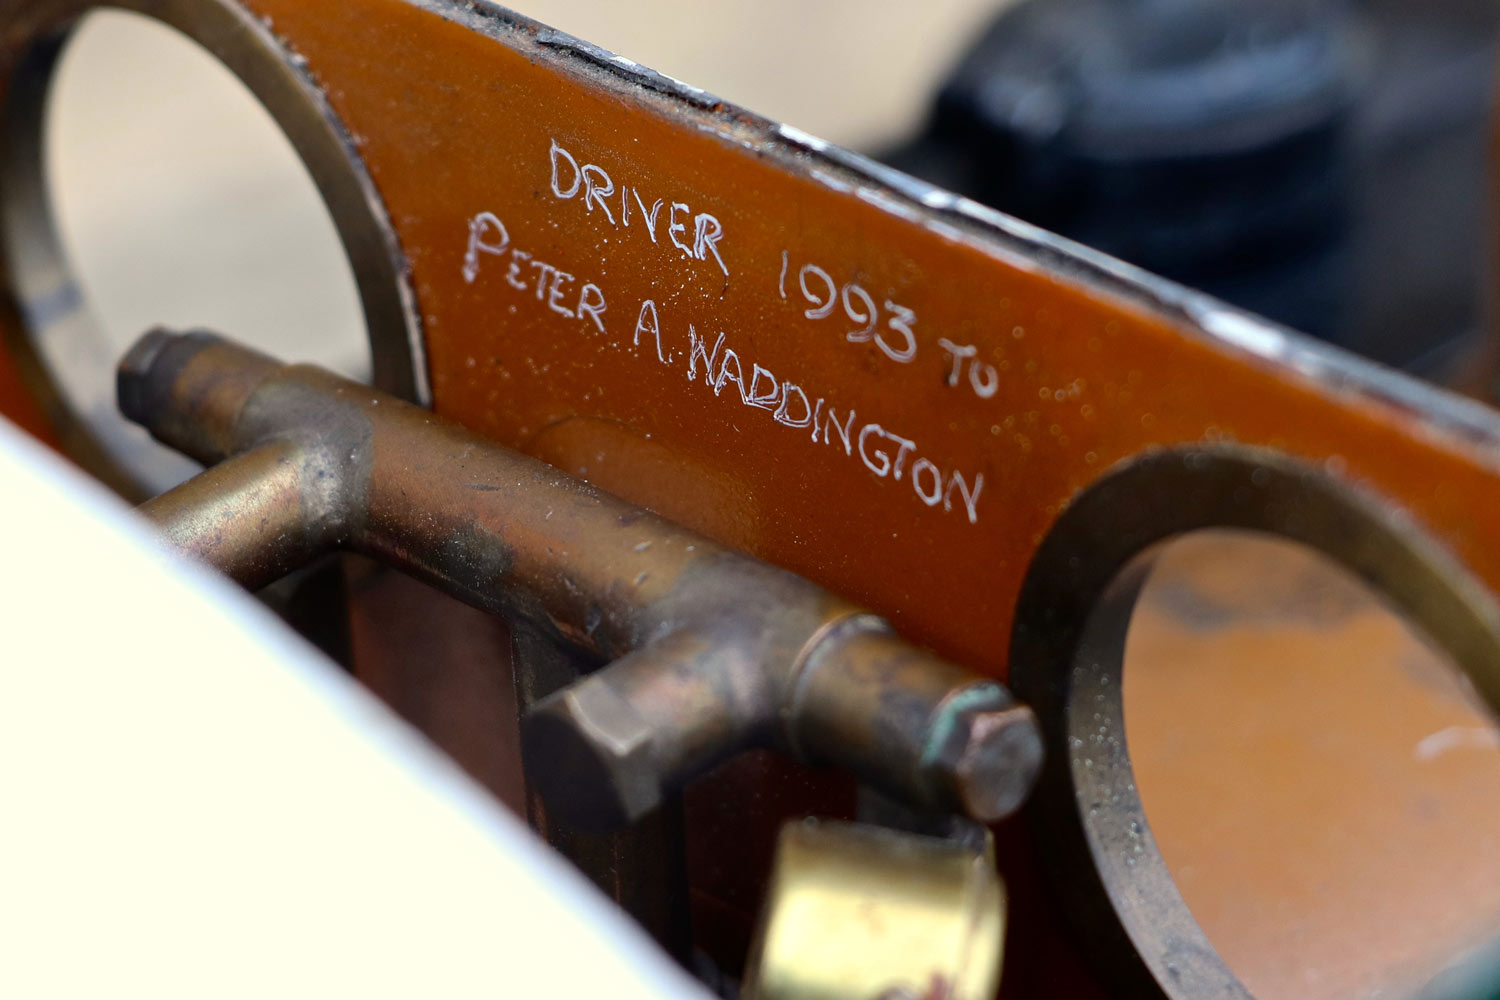 DRIVER 1993 TO
PETER A. WADDINGTON